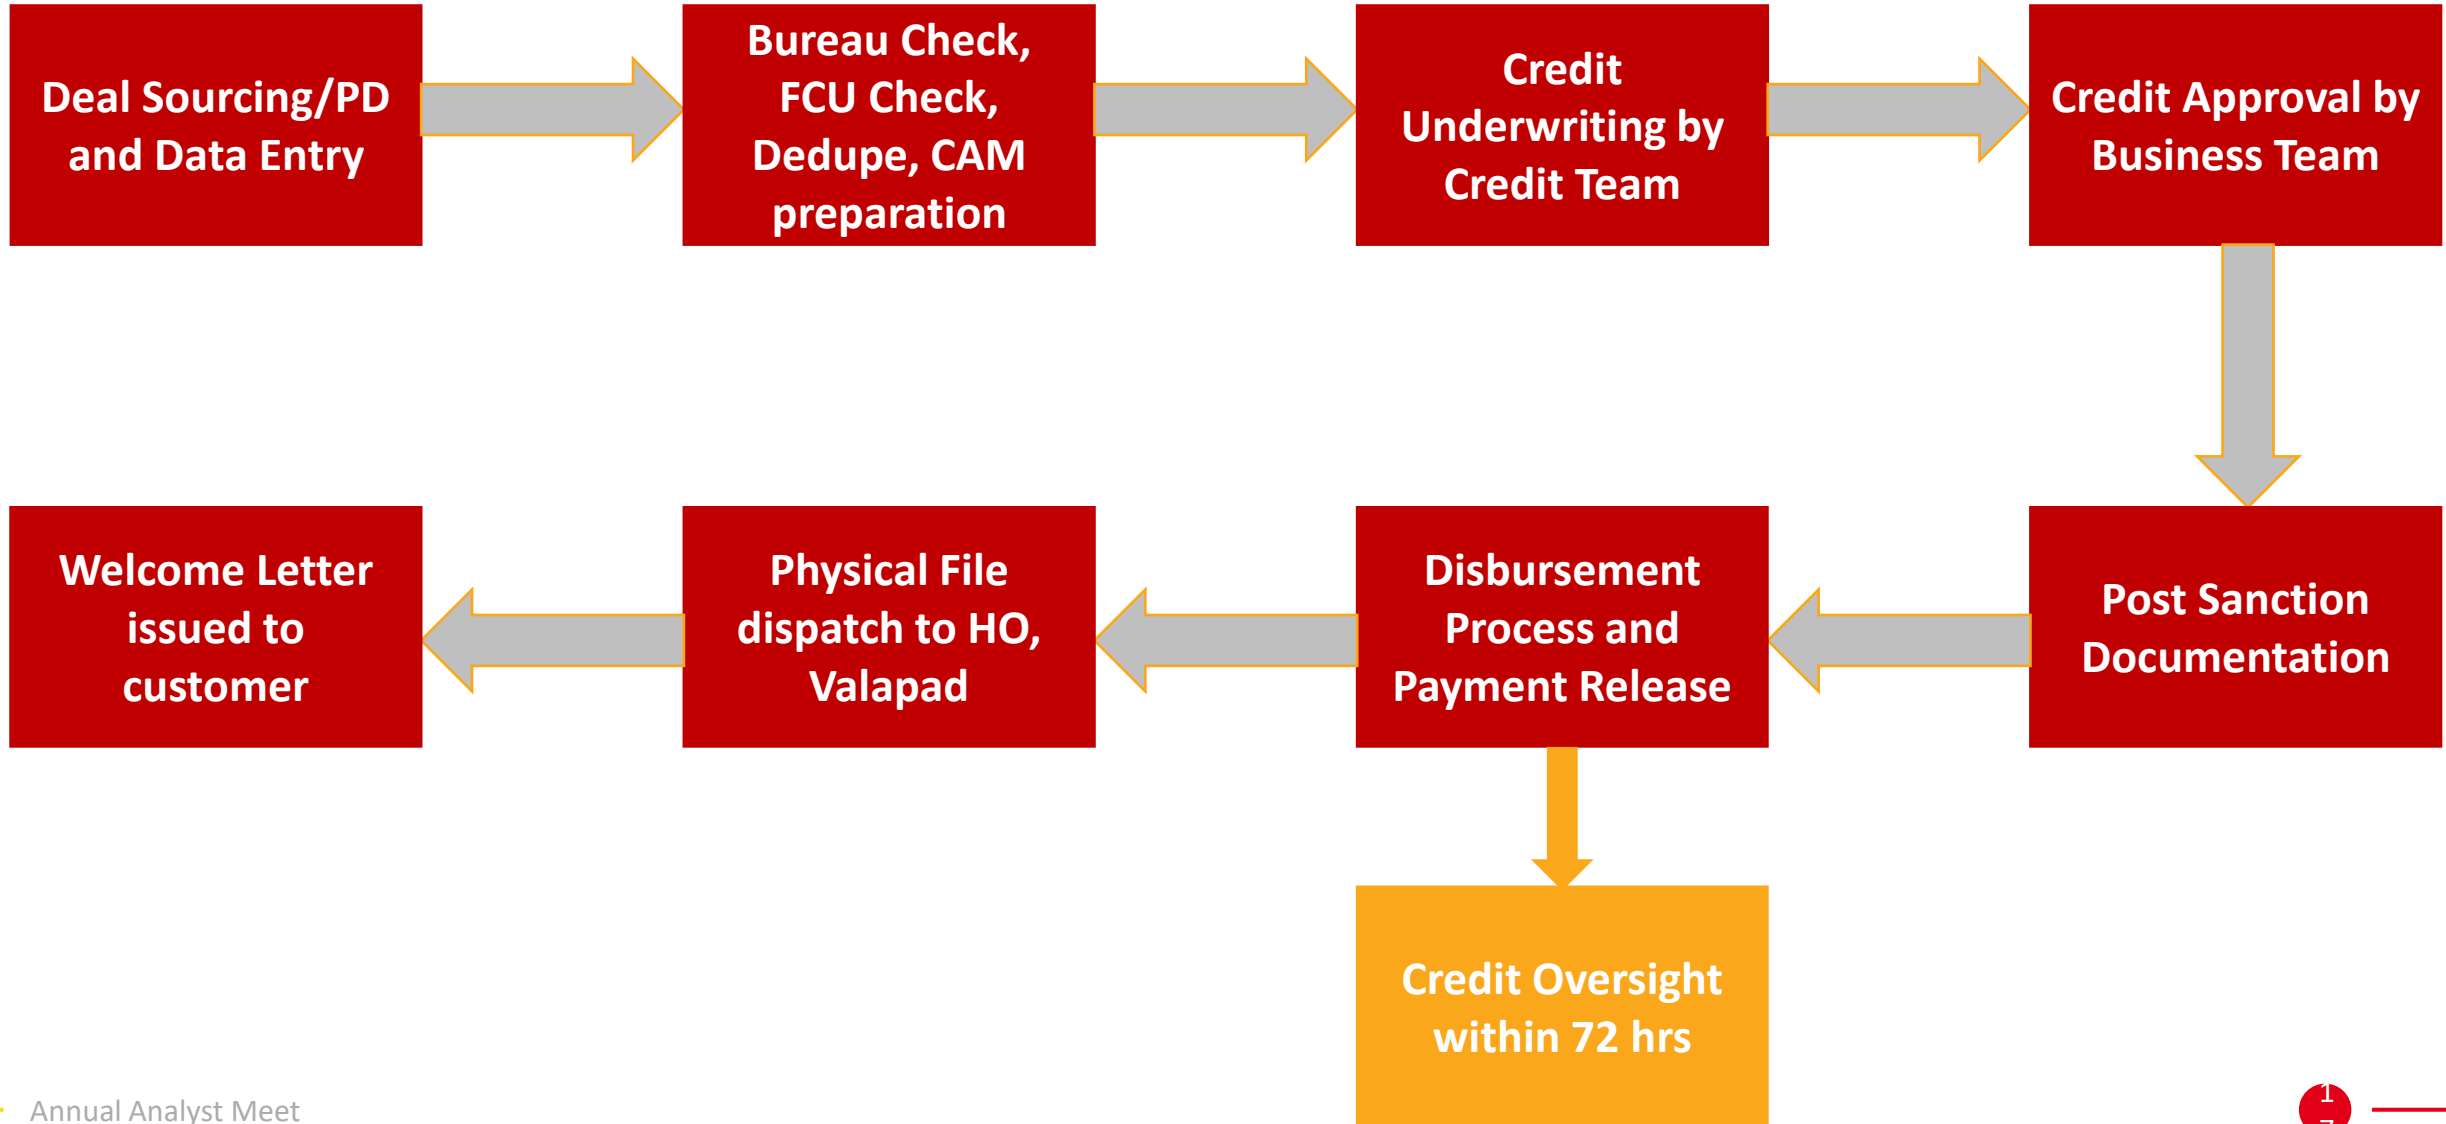 Deal Sourcing/PD
and Data Entry
Bureau Check,
FCU Check,
Dedupe, CAM
preparation
Credit
Underwriting by
Credit Team
Credit Approval by
Business Team
Welcome Letter
issued to
customer
Physical File
dispatch to HO,
Valapad
Disbursement
Process and
Payment Release
Post Sanction
Documentation
Credit Oversight
within 72 hrs
Annual Analyst Meet
1
7